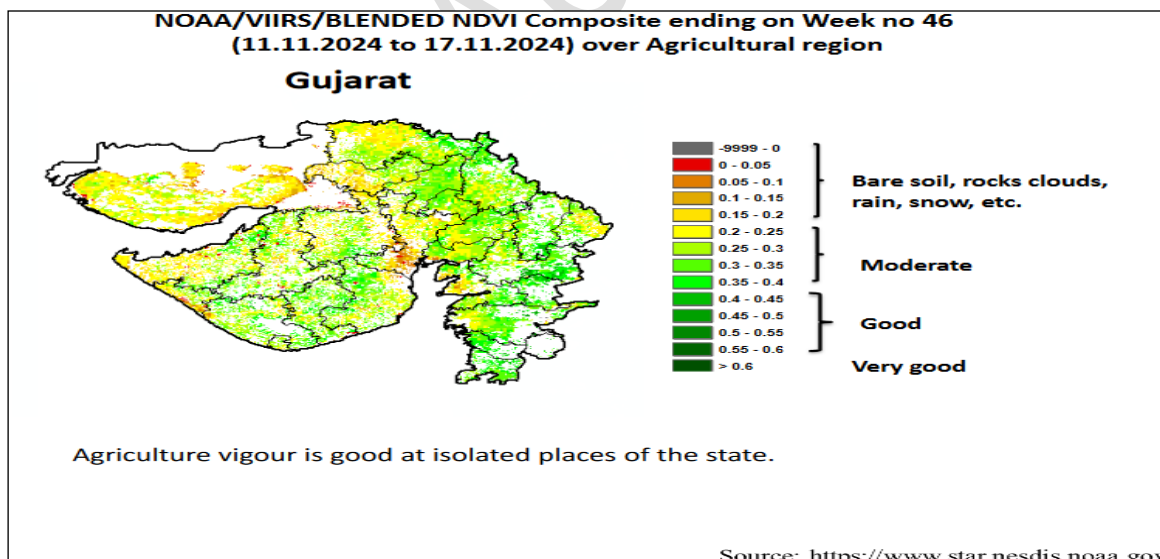 NOAA/VIIRS/BLENDED NDVI Composite ending on Week no 46
(11.11.2024 to 17.11.2024) over Agricultural region
Gujarat
-9999 - 0
0 - 0.05
0.05 - 0.1
0.1 - 0.15
0.15 - 0.2
0.2 - 0.25
0.25 - 0.3
0.3 - 0.35
0.35 - 0.4
0.4 - 0.45
0.45 - 0.5
0.5 - 0.55
0.55 - 0.6
> 0.6
Bare soil, rocks clouds,
rain, snow, etc.
Moderate
Good
Very good
Agriculture vigour is good at isolated places of the state.
Source: https://www.star.nesdis.noaa.gov